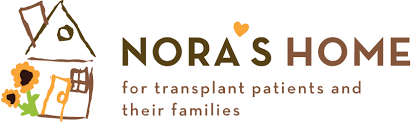 NORA'S HOME
for transplant patients and
their families